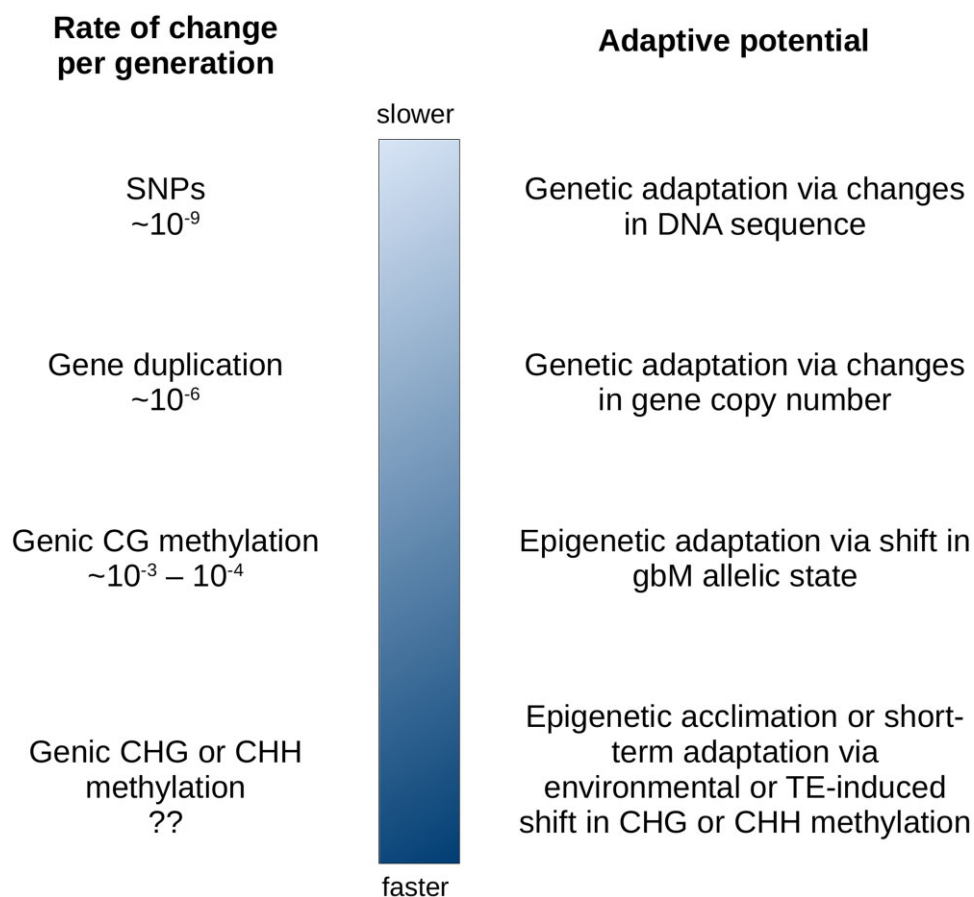 Rate of change
per generation
Adaptive potential
slower
SNPs
~10⁻⁹
Genetic adaptation via changes
in DNA sequence
Gene duplication
~10⁻⁶
Genetic adaptation via changes
in gene copy number
Genic CG methylation
~10⁻³ – 10⁻⁴
Epigenetic adaptation via shift in
gbM allelic state
Genic CHG or CHH
methylation
??
Epigenetic acclimation or short-
term adaptation via
environmental or TE-induced
shift in CHG or CHH methylation
faster